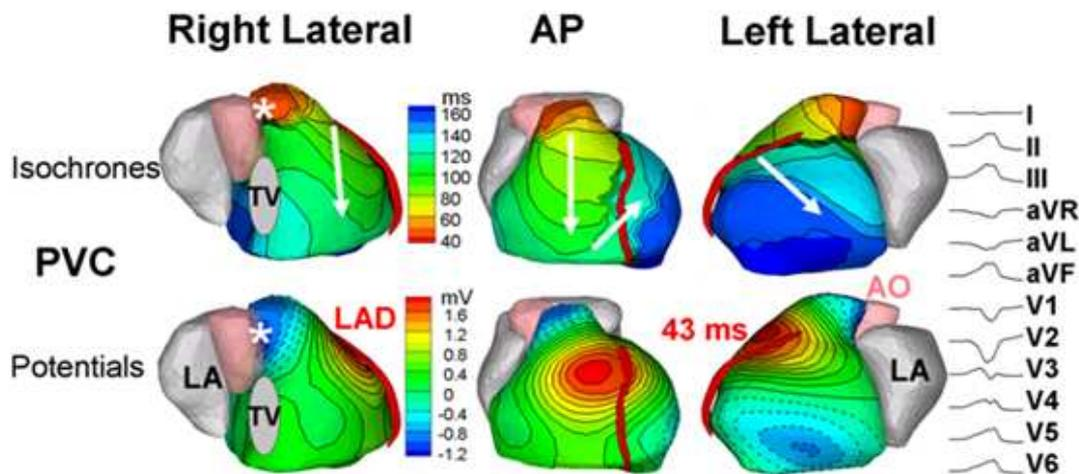 Right Lateral AP Left Lateral
ms
160
140
120
100
80
60
40
*
TV
Isochrones
PVC
I
II
III
aVR
aVL
aVF
V1
V2
V3
V4
V5
V6
mV
1.6
1.2
0.8
0.4
0
-0.4
-0.8
-1.2
LAD
43 ms
AO
*
Potentials
LA
TV
LA